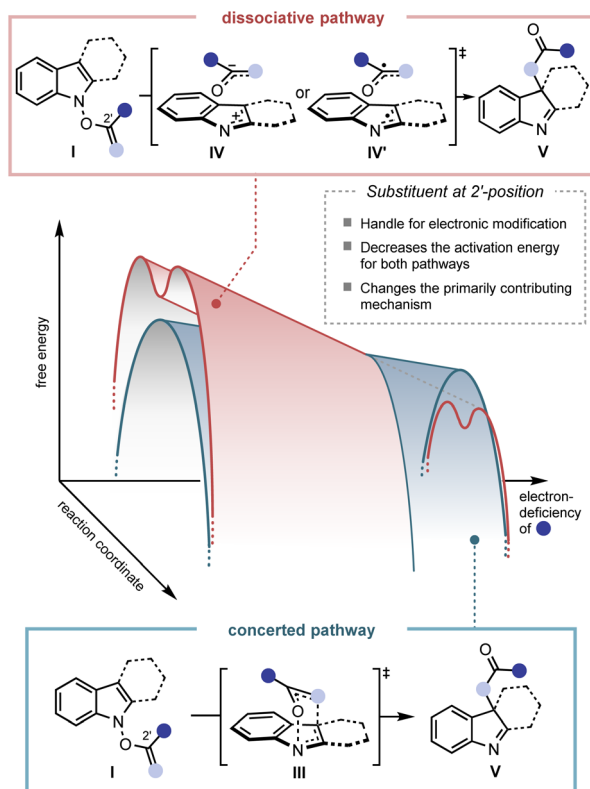 dissociative pathway
N
O
2'
I
O
−
N
+
IV
or
O
•
N
•
IV'
‡
O
N
V
Substituent at 2'-position
Handle for electronic modification
Decreases the activation energy
for both pathways
Changes the primarily contributing
mechanism
free energy
reaction coordinate
electron-
deficiency
of
concerted pathway
N
O
2'
I
O
N
III
‡
O
N
V